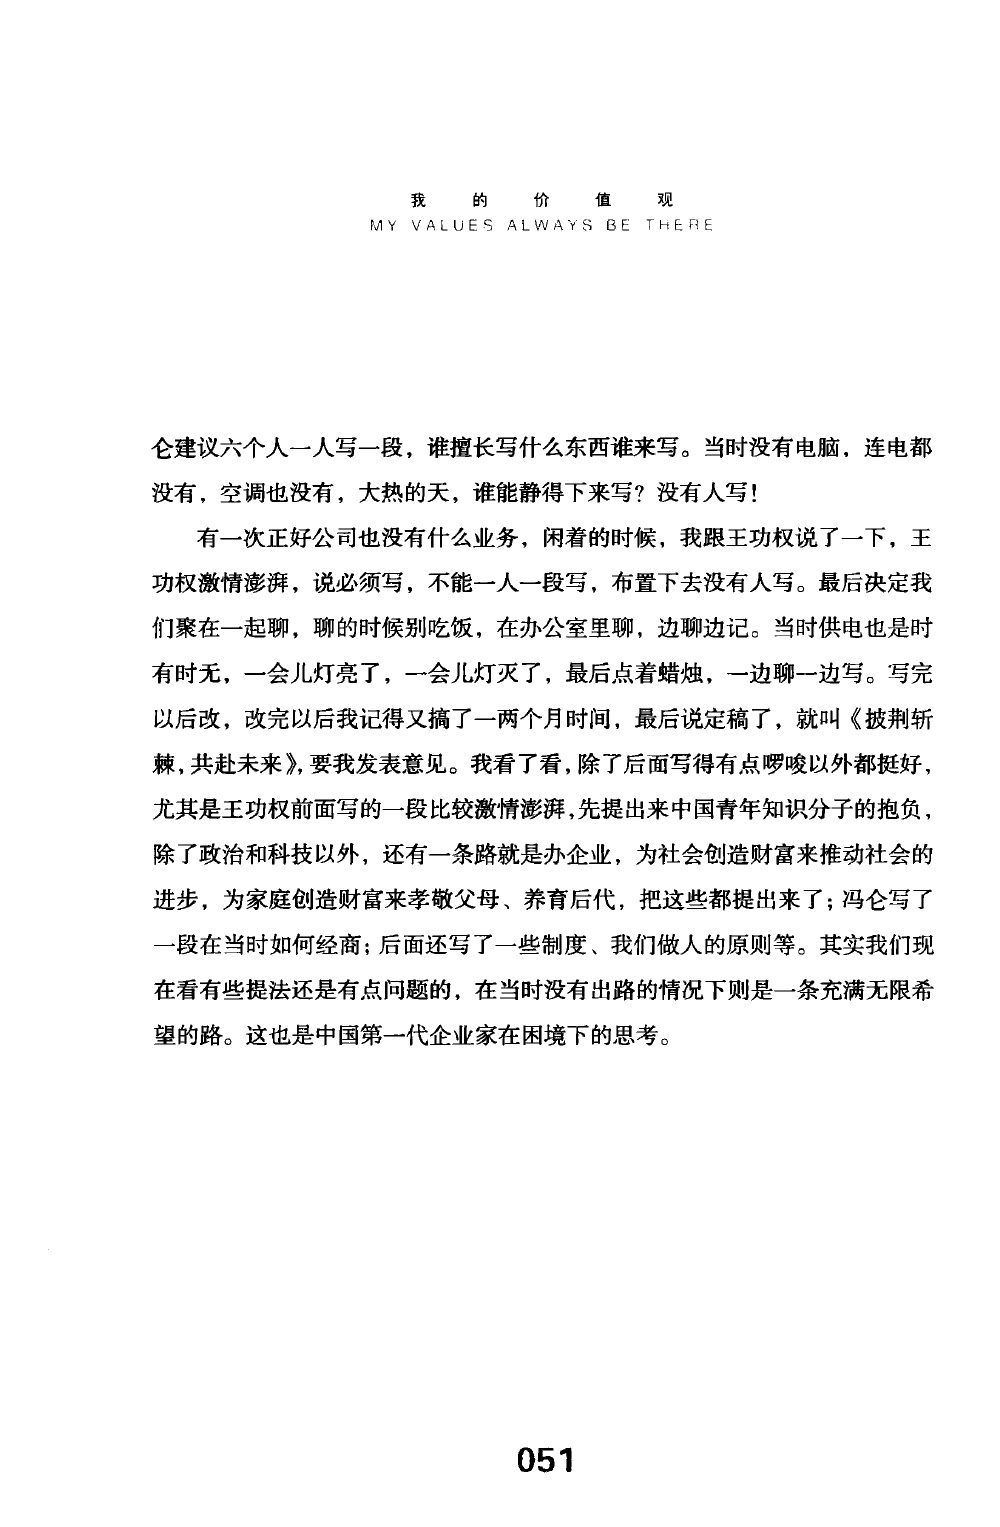 我的价值观
MY VALUES ALWAYS BE THERE
仑建议六个人一人写一段，谁擅长写什么东西谁来写。当时没有电脑，连电都
没有，空调也没有，大热的天，谁能静得下来写？没有人写！
有一次正好公司也没有什么业务，闲着的时候，我跟王功权说了一下，王
功权激情澎湃，说必须写，不能一人一段写，布置下去没有人写。最后决定我
们聚在一起聊，聊的时候别吃饭，在办公室里聊，边聊边记。当时供电也是时
有时无，一会儿灯亮了，一会儿灯灭了，最后点着蜡烛，一边聊一边写。写完
以后改，改完以后我记得又搞了一两个月时间，最后说定稿了，就叫《披荆斩
棘，共赴未来》，要我发表意见。我看了看，除了后面写得有点啰唆以外都挺好，
尤其是王功权前面写的一段比较激情澎湃，先提出来中国青年知识分子的抱负，
除了政治和科技以外，还有一条路就是办企业，为社会创造财富来推动社会的
进步，为家庭创造财富来孝敬父母、养育后代，把这些都提出来了；冯仑写了
一段在当时如何经商；后面还写了一些制度、我们做人的原则等。其实我们现
在看有些提法还是有点问题的，在当时没有出路的情况下则是一条充满无限希
望的路。这也是中国第一代企业家在困境下的思考。
051